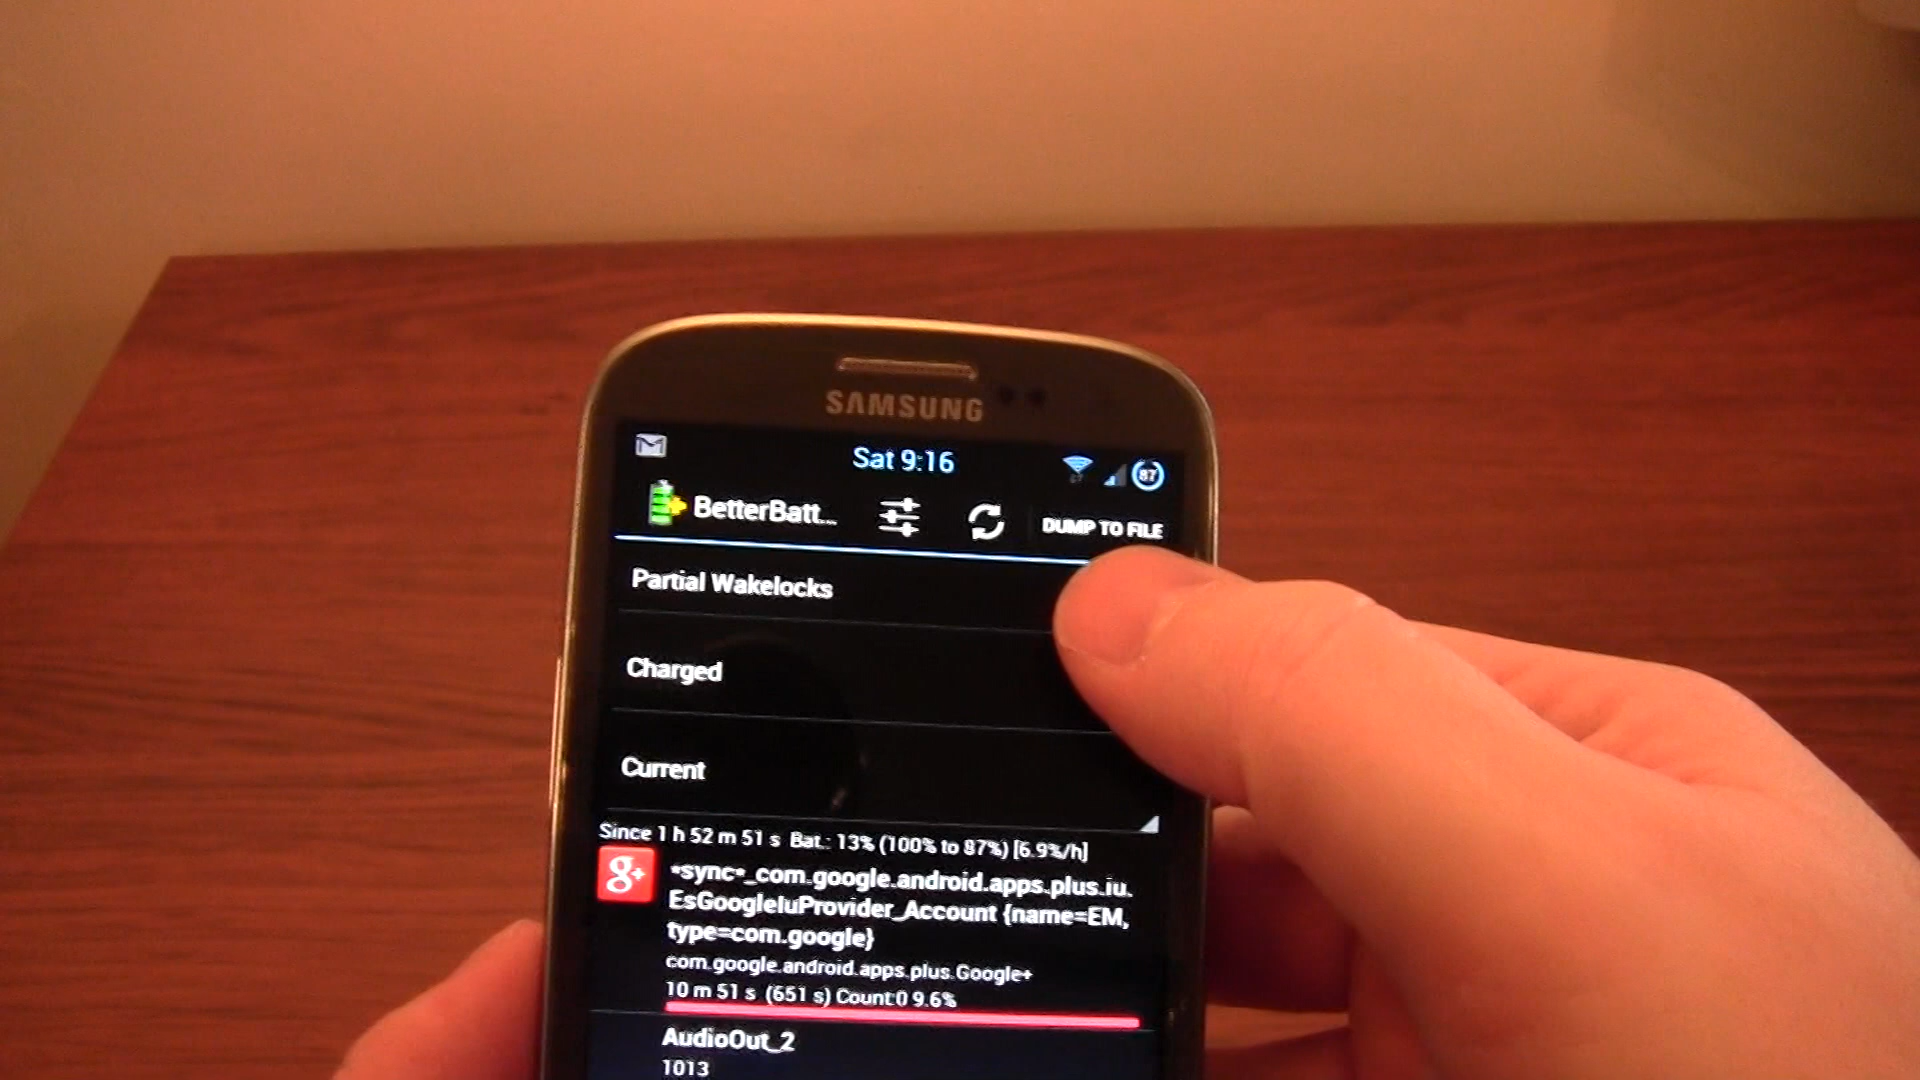 SAMSUNG
Sat 9:16
87
BetterBatt...
DUMP TO FILE
Partial Wakelocks
Charged
Current
Since 1 h 52 m 51 s Bat.: 13% (100% to 87%) [6.9%/h]
g+
*sync*_com.google.android.apps.plus.iu.
EsGoogleIuProvider_Account {name=EM,
type=com.google}
com.google.android.apps.plus.Google+
10 m 51 s (651 s) Count:0 9.6%
AudioOut_2
1013